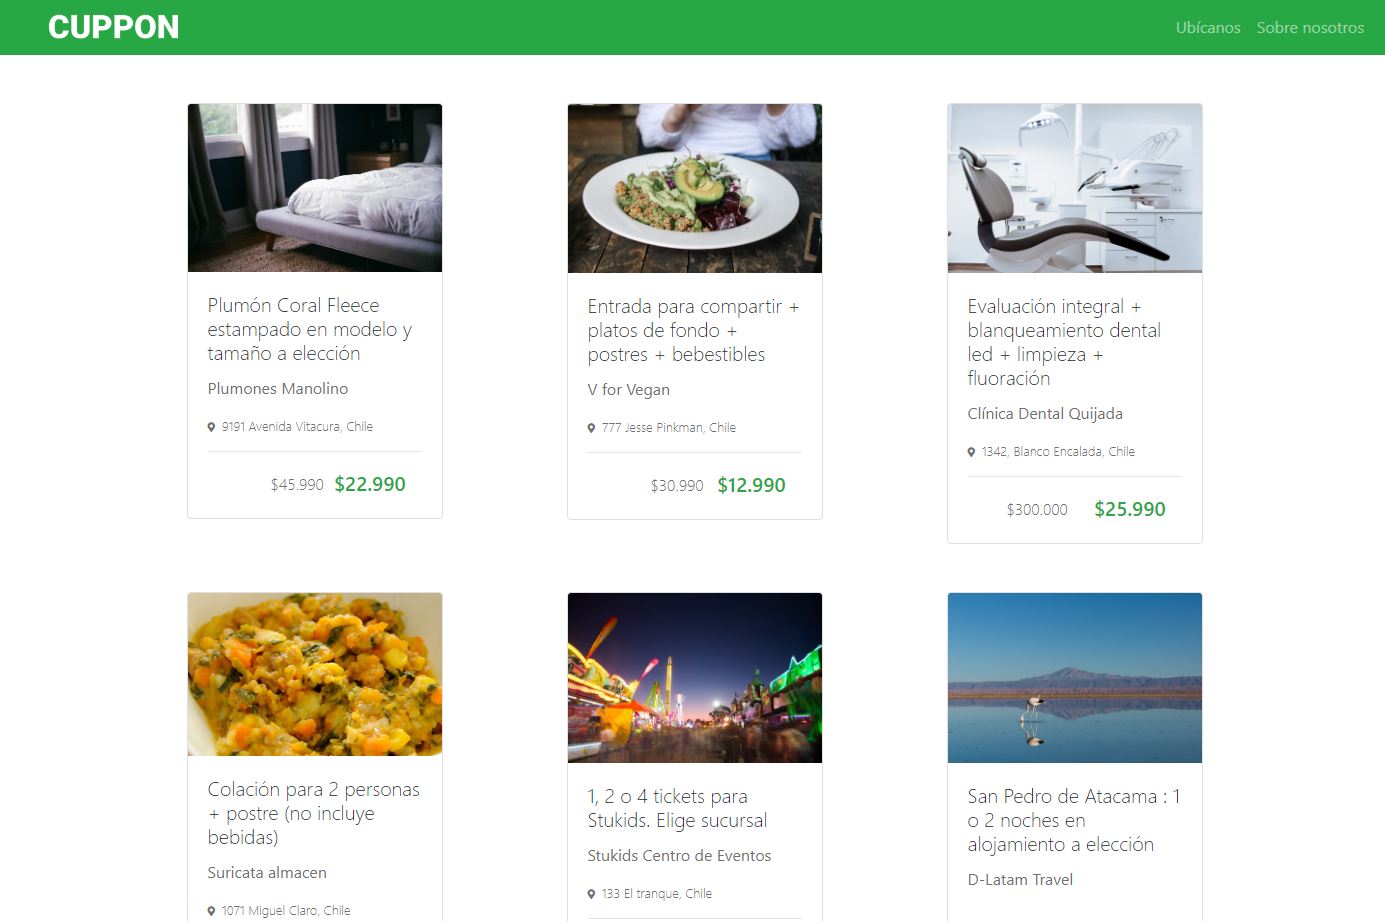 CUPPON
Ubícanos Sobre nosotros
Plumón Coral Fleece
estampado en modelo y
tamaño a elección
Plumones Manolino
9191 Avenida Vitacura, Chile
$45.990 $22.990
Entrada para compartir +
platos de fondo +
postres + bebestibles
V for Vegan
777 Jesse Pinkman, Chile
$30.990 $12.990
Evaluación integral +
blanqueamiento dental
led + limpieza +
fluoración
Clínica Dental Quijada
1342, Blanco Encalada, Chile
$300.000 $25.990
Colación para 2 personas
+ postre (no incluye
bebidas)
Suricata almacen
1071 Miguel Claro, Chile
1, 2 o 4 tickets para
Stukids. Elige sucursal
Stukids Centro de Eventos
133 El tranque, Chile
San Pedro de Atacama : 1
o 2 noches en
alojamiento a elección
D-Latam Travel